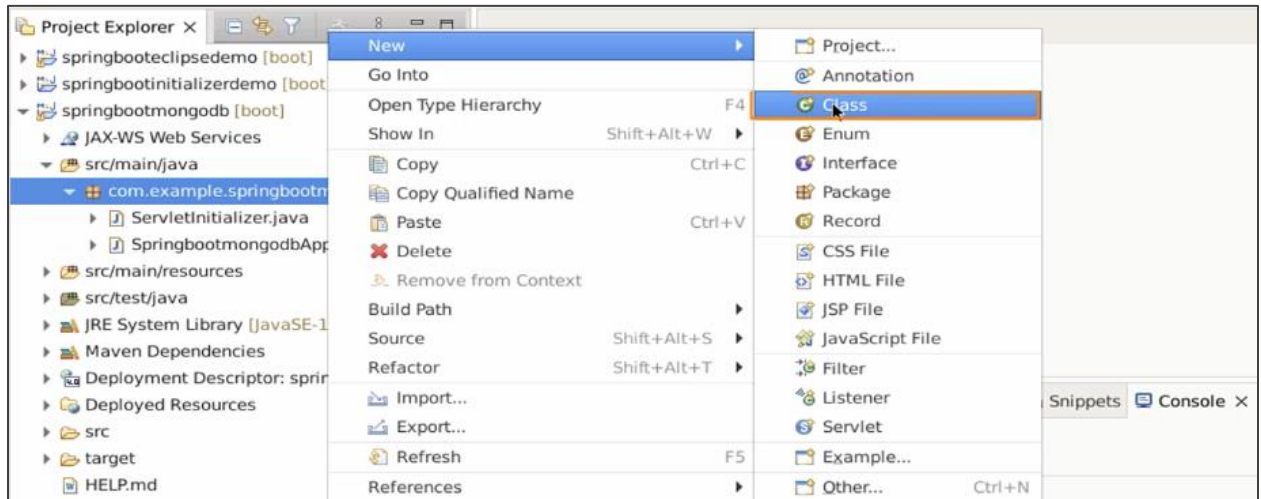 Project Explorer
springbooteclipsedemo [boot]
springbootinitializerdemo [boot
springbootmongodb [boot]
JAX-WS Web Services
src/main/java
com.example.springbootm
ServletInitializer.java
SpringbootmongodbApp
src/main/resources
src/test/java
JRE System Library [JavaSE-1
Maven Dependencies
Deployment Descriptor: sprin
Deployed Resources
src
target
HELP.md
New
Go Into
Open Type Hierarchy F4
Show In Shift+Alt+W
Copy Ctrl+C
Copy Qualified Name
Paste Ctrl+V
Delete
Remove from Context
Build Path
Source Shift+Alt+S
Refactor Shift+Alt+T
Import...
Export...
Refresh F5
References
Project...
Annotation
Class
Enum
Interface
Package
Record
CSS File
HTML File
JSP File
JavaScript File
Filter
Listener
Servlet
Example...
Other... Ctrl+N
Snippets Console